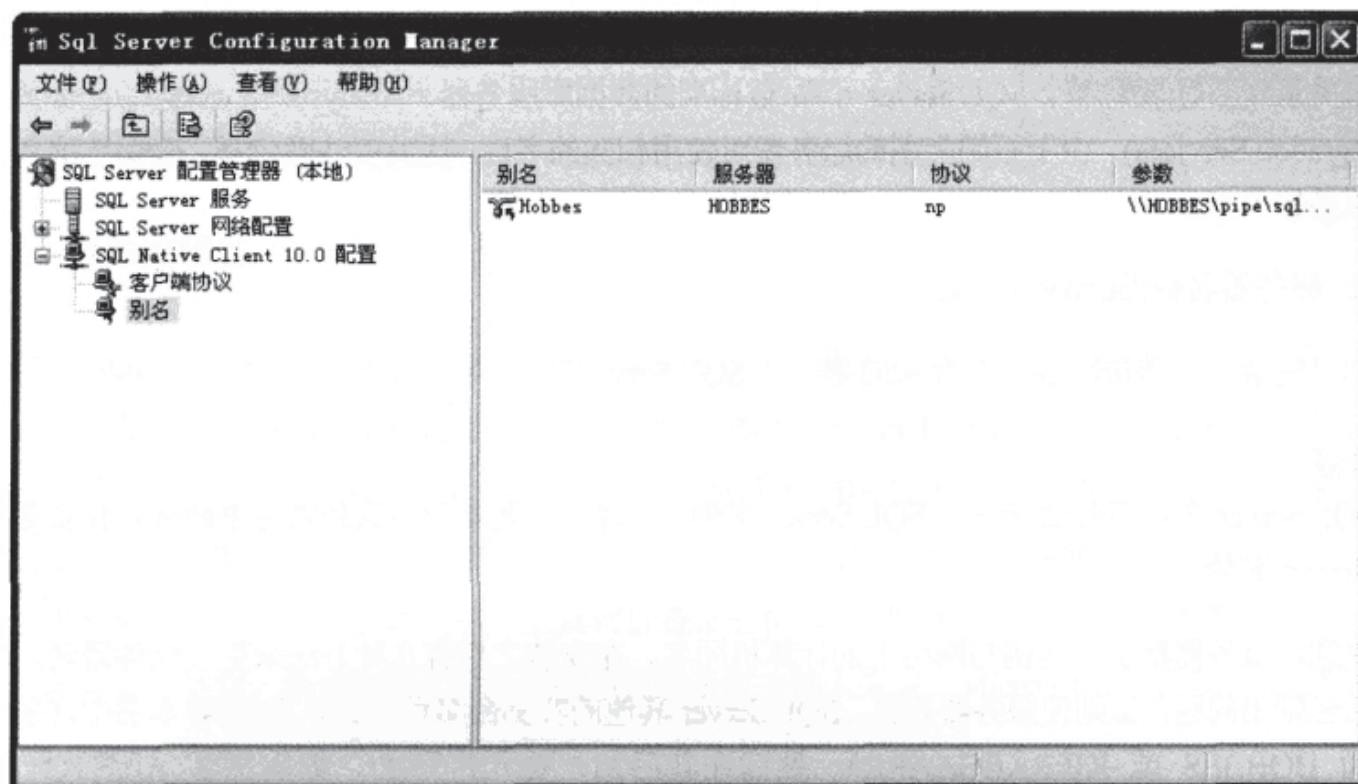 Sql Server Configuration Manager
文件(F) 操作(A) 查看(V) 帮助(H)
SQL Server 配置管理器 (本地)
SQL Server 服务
SQL Server 网络配置
SQL Native Client 10.0 配置
客户端协议
别名
别名 服务器 协议 参数
Hobbes HOBBES np \\HOBBES\pipe\sql...